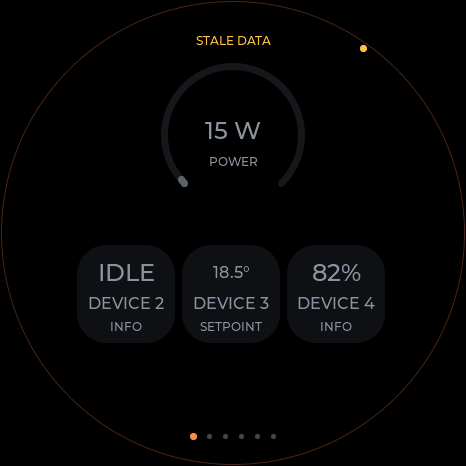 STALE DATA
15 W
POWER
IDLE
DEVICE 2
INFO
18.5°
DEVICE 3
SETPOINT
82%
DEVICE 4
INFO